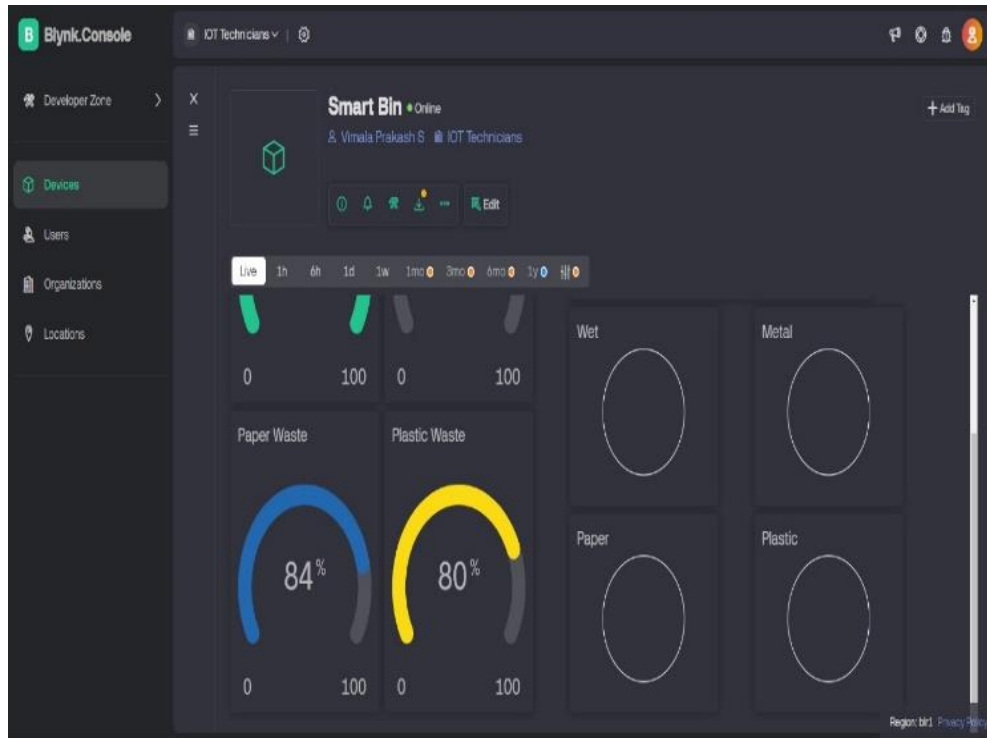 B Blynk.Console
IOT Technicians
Developer Zone
Devices
Users
Organizations
Locations
Smart Bin • Online
Vimala Prakash S IOT Technicians
+ Add Tag
Edit
Live 1h 6h 1d 1w 1mo 3mo 6mo 1y
0 100
0 100
Wet
Metal
Paper Waste
84%
0 100
Plastic Waste
80%
0 100
Paper
Plastic
Region: blr1 Privacy Policy